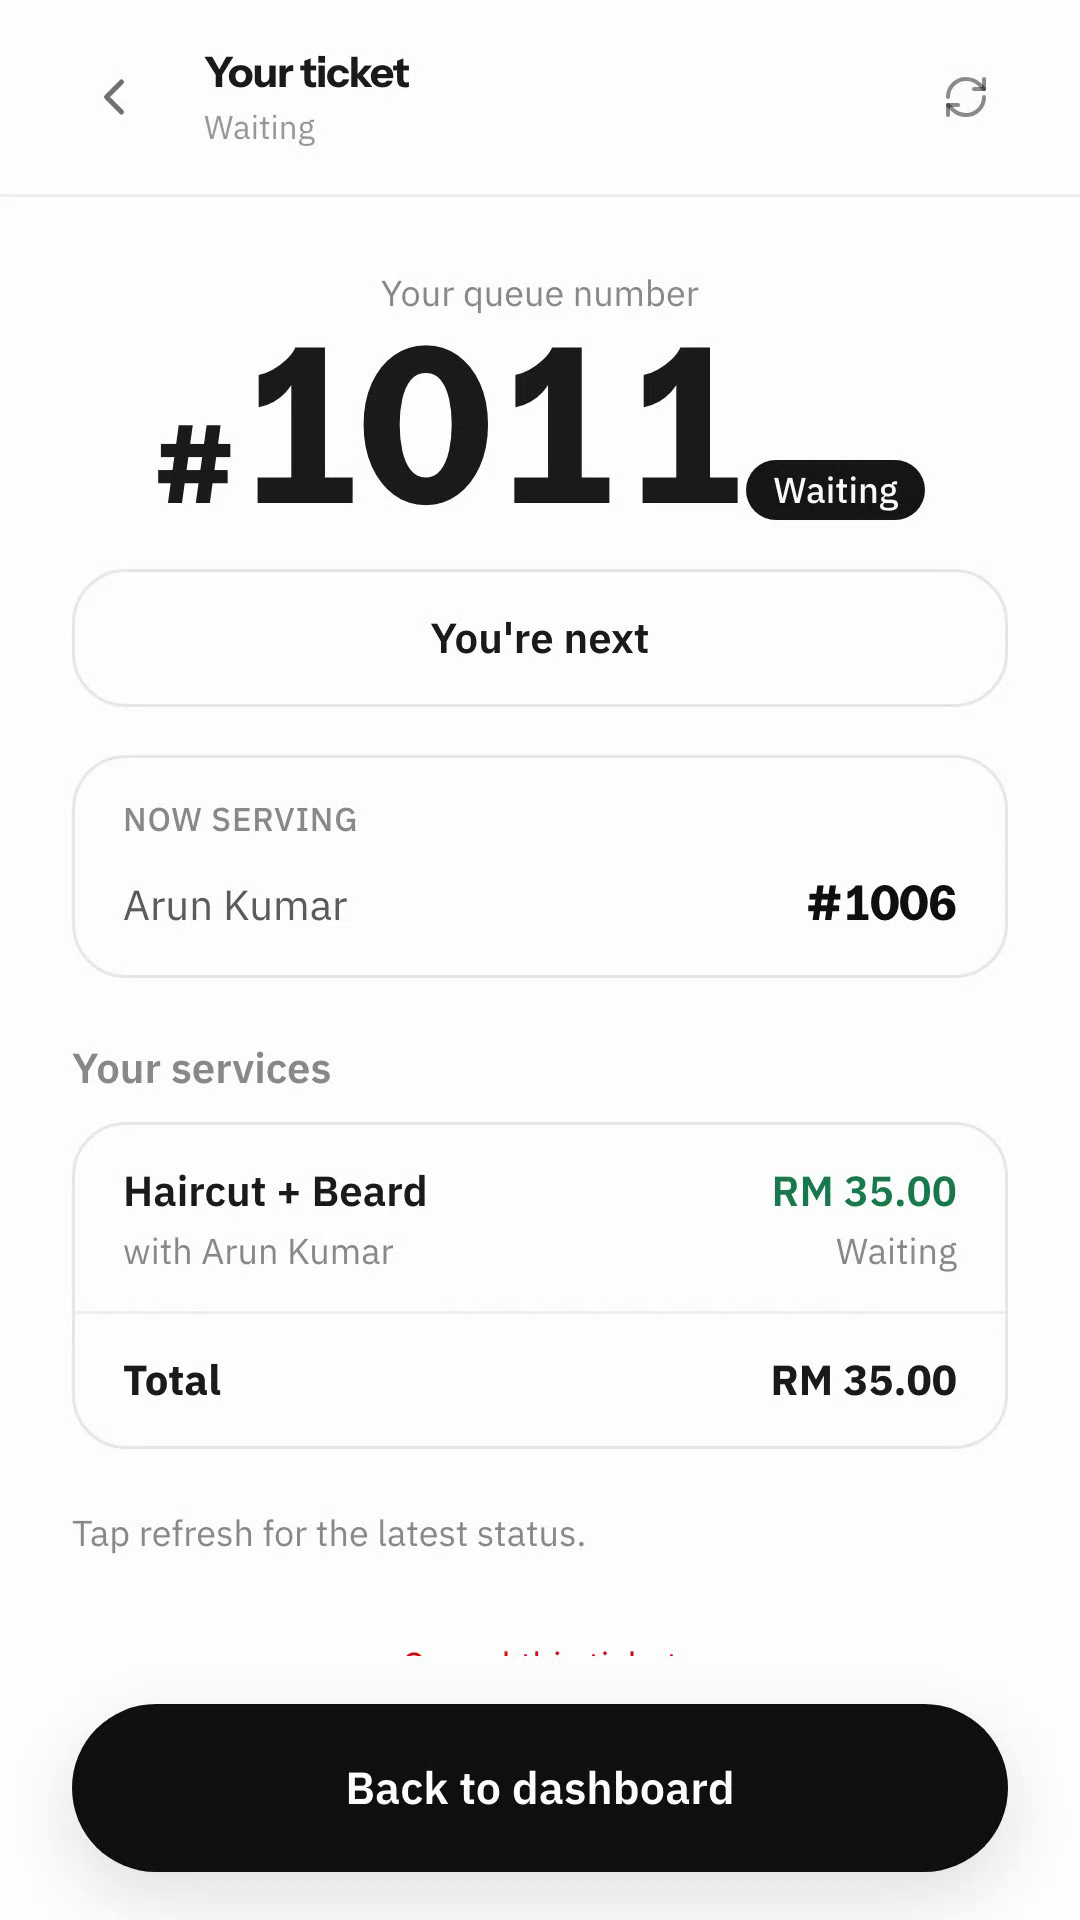 Your ticket
Waiting
Your queue number
#1011 Waiting
You're next
NOW SERVING
Arun Kumar #1006
Your services
Haircut + Beard RM 35.00
with Arun Kumar Waiting
Total RM 35.00
Tap refresh for the latest status.
Back to dashboard